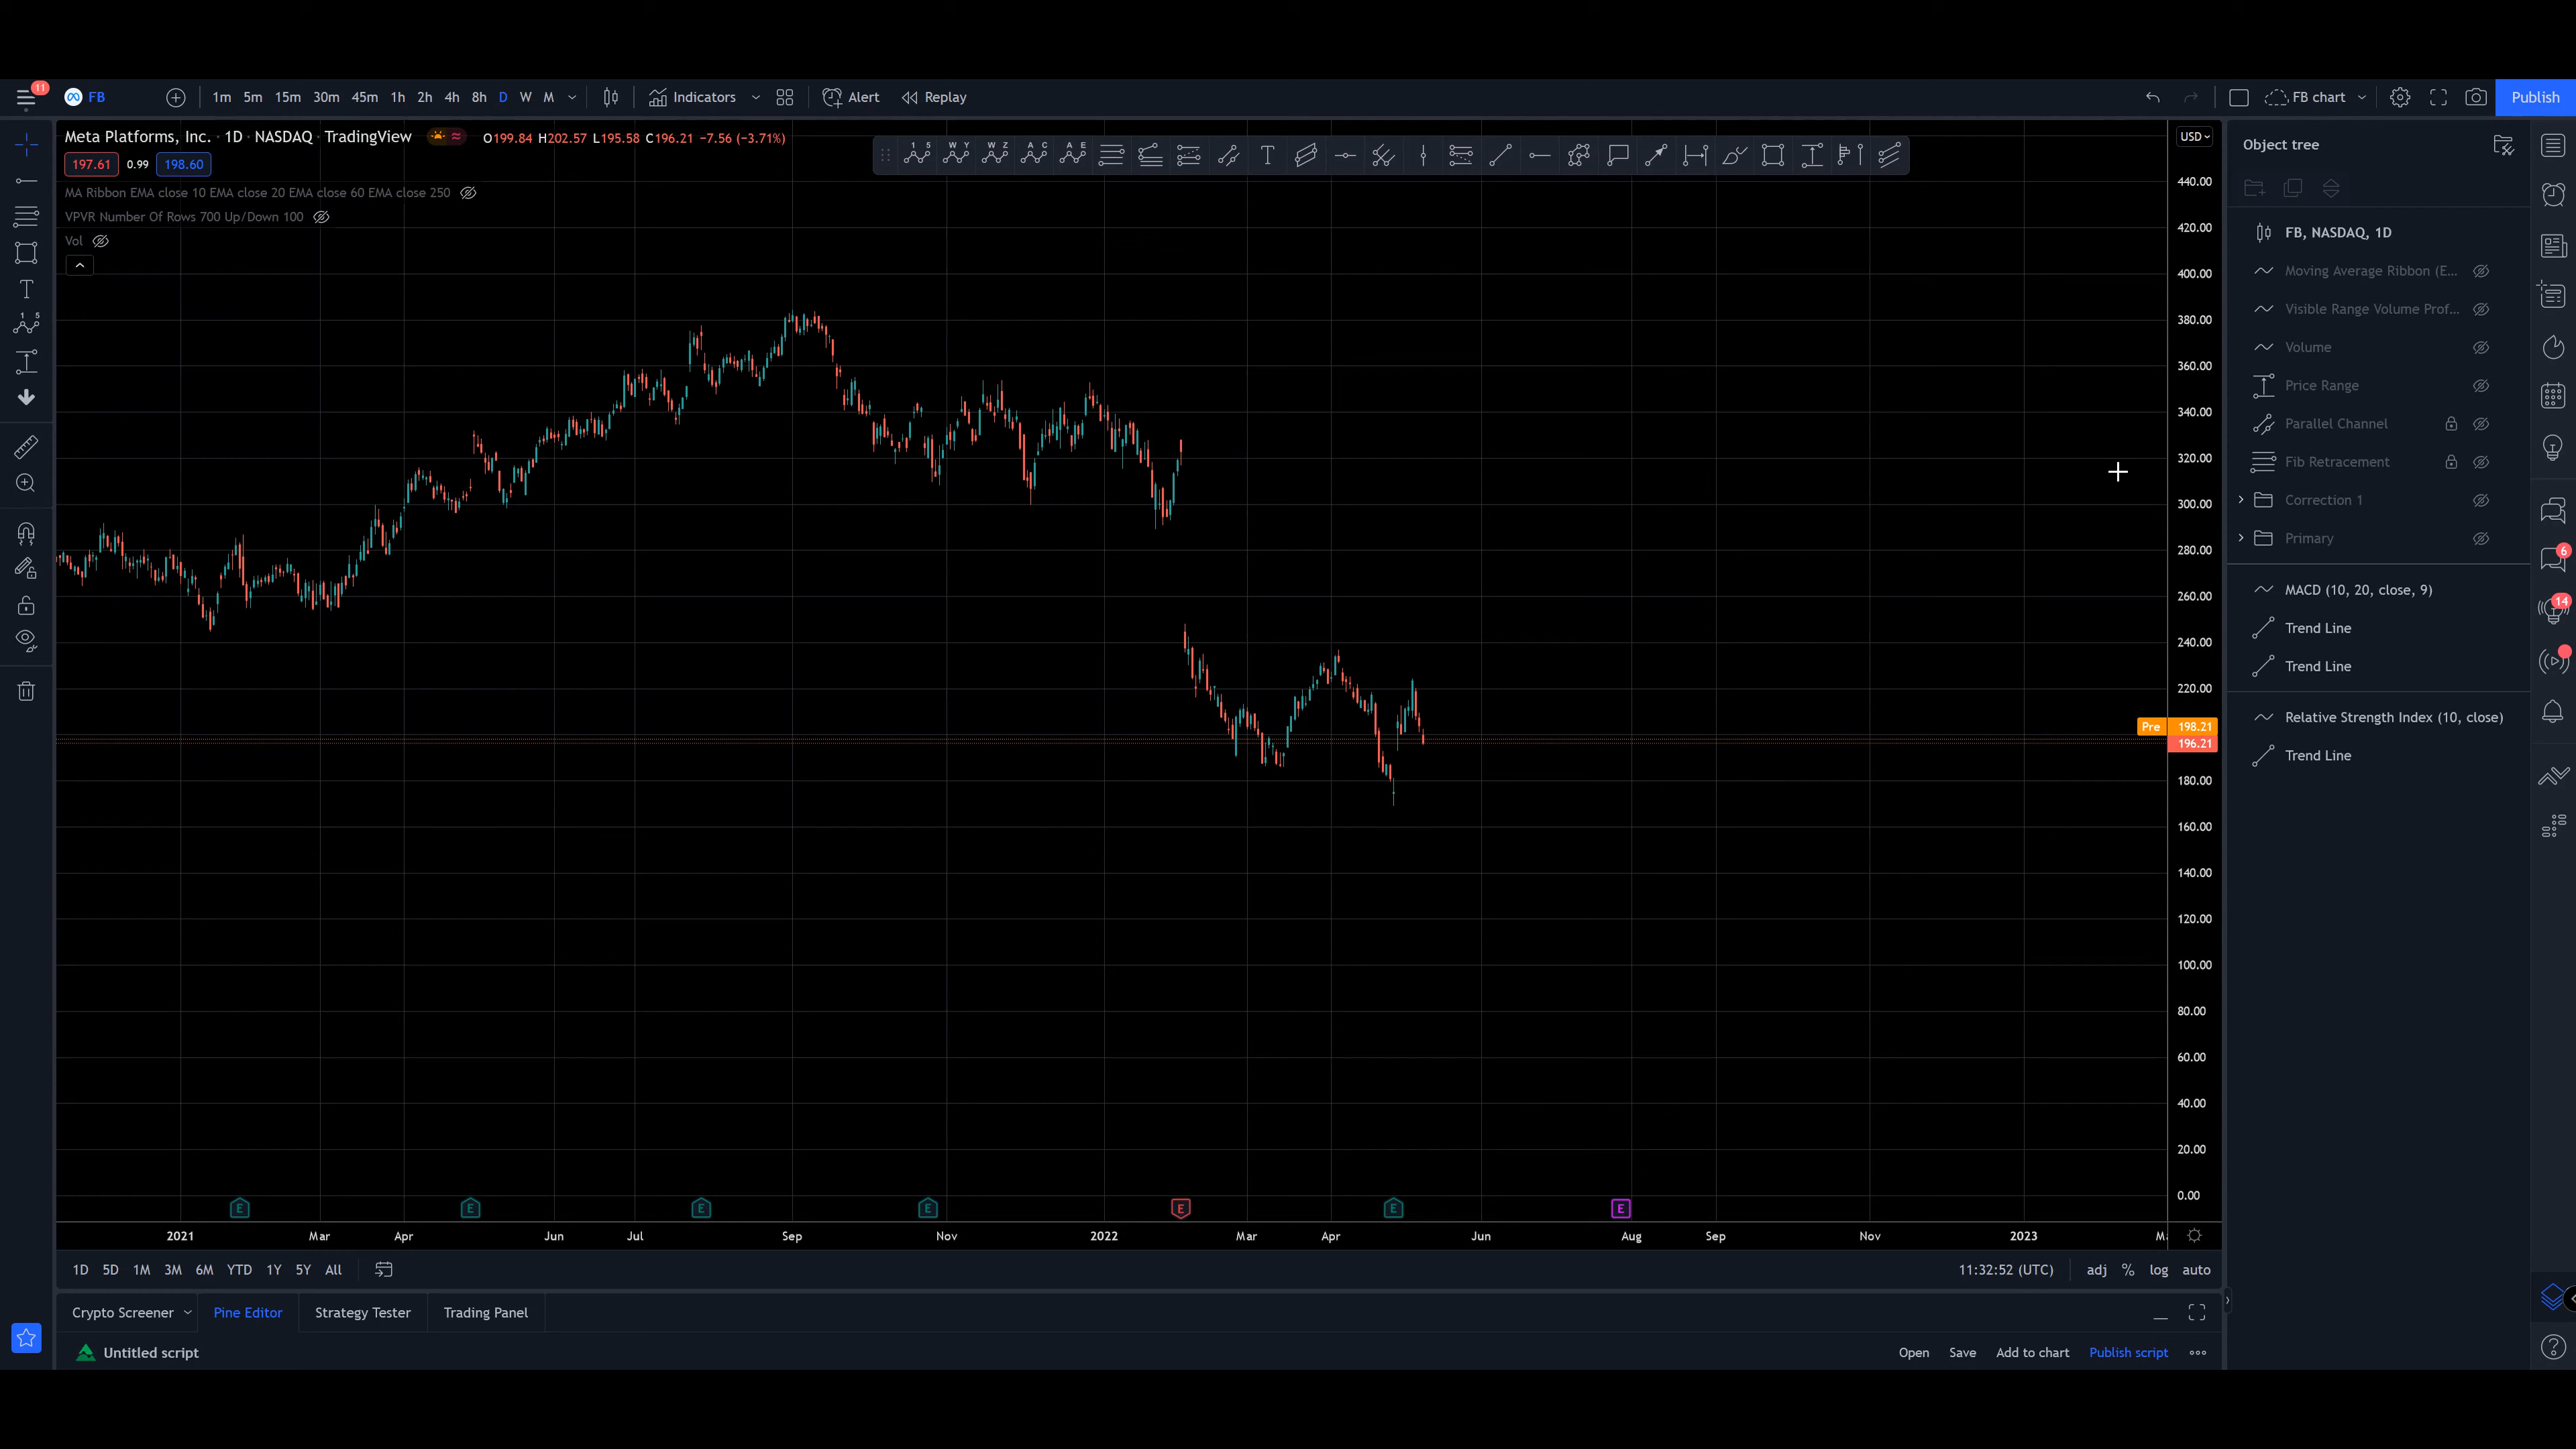 11
FB
1m 5m 15m 30m 45m 1h 2h 4h 8h D W M
Indicators
Alert
Replay
FB chart
Publish
Meta Platforms, Inc. · 1D · NASDAQ · TradingView
O199.84 H202.57 L195.58 C196.21 −7.56 (−3.71%)
197.61 0.99 198.60
MA Ribbon EMA close 10 EMA close 20 EMA close 60 EMA close 250
VPVR Number Of Rows 700 Up/Down 100
Vol
1 5
W Y
W Z
A C
A E
T
USD
440.00
420.00
400.00
380.00
360.00
340.00
320.00
300.00
280.00
260.00
240.00
220.00
Pre 198.21
196.21
180.00
160.00
140.00
120.00
100.00
80.00
60.00
40.00
20.00
0.00
E E E E E E E
2021 Mar Apr Jun Jul Sep Nov 2022 Mar Apr Jun Aug Sep Nov 2023
1D 5D 1M 3M 6M YTD 1Y 5Y All
11:32:52 (UTC) adj % log auto
Crypto Screener Pine Editor Strategy Tester Trading Panel
Untitled script
Open Save Add to chart Publish script
Object tree
FB, NASDAQ, 1D
Moving Average Ribbon (E...
Visible Range Volume Prof...
Volume
Price Range
Parallel Channel
Fib Retracement
Correction 1
Primary
MACD (10, 20, close, 9)
Trend Line
Trend Line
Relative Strength Index (10, close)
Trend Line
6
14
T
1 5